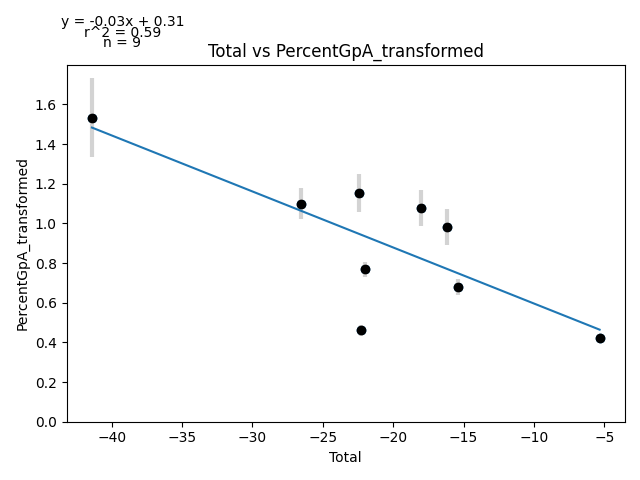 y = -0.03x + 0.31
r^2 = 0.59
n = 9
Total vs PercentGpA_transformed
PercentGpA_transformed
1.6
1.4
1.2
1.0
0.8
0.6
0.4
0.2
0.0
−40 −35 −30 −25 −20 −15 −10 −5
Total